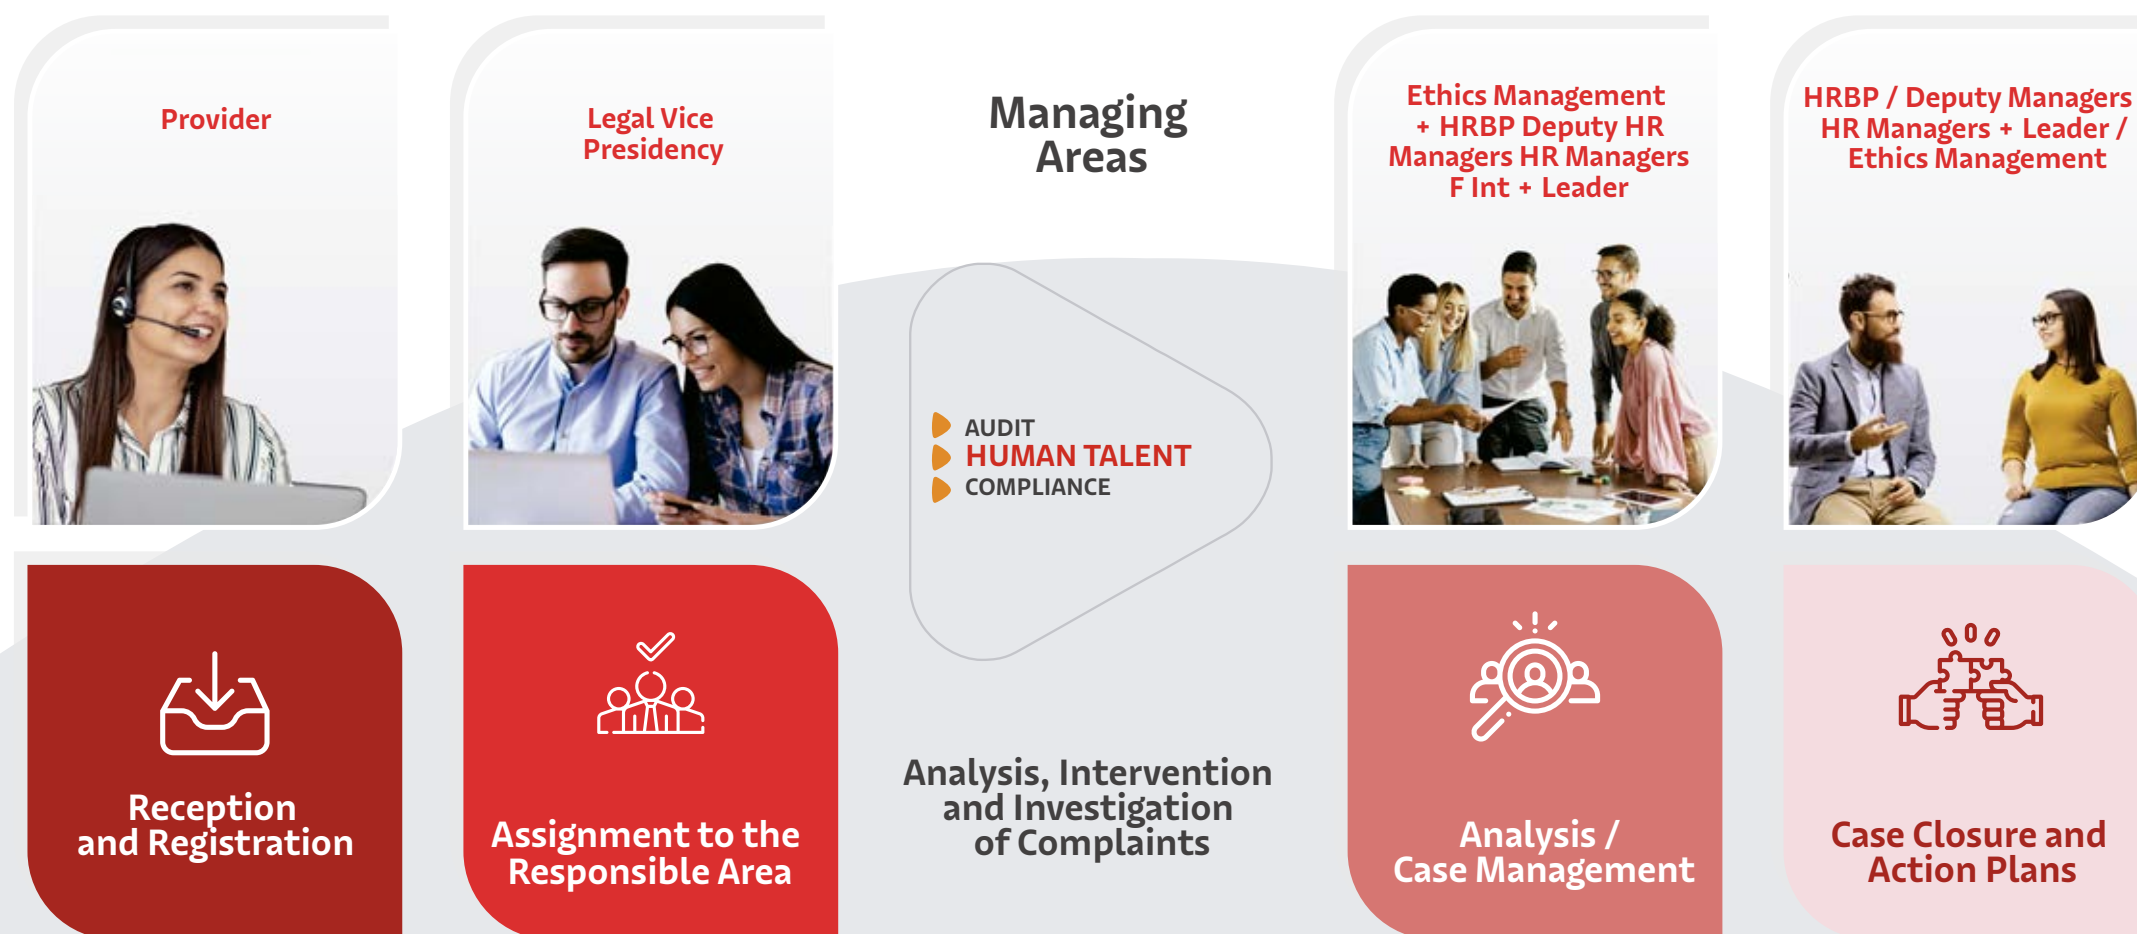 Provider
Legal Vice
Presidency
Managing
Areas
Ethics Management
+ HRBP Deputy HR
Managers HR Managers
F Int + Leader
HRBP / Deputy Managers
HR Managers + Leader /
Ethics Management
AUDIT
HUMAN TALENT
COMPLIANCE
Reception
and Registration
Assignment to the
Responsible Area
Analysis, Intervention
and Investigation
of Complaints
Analysis /
Case Management
Case Closure and
Action Plans